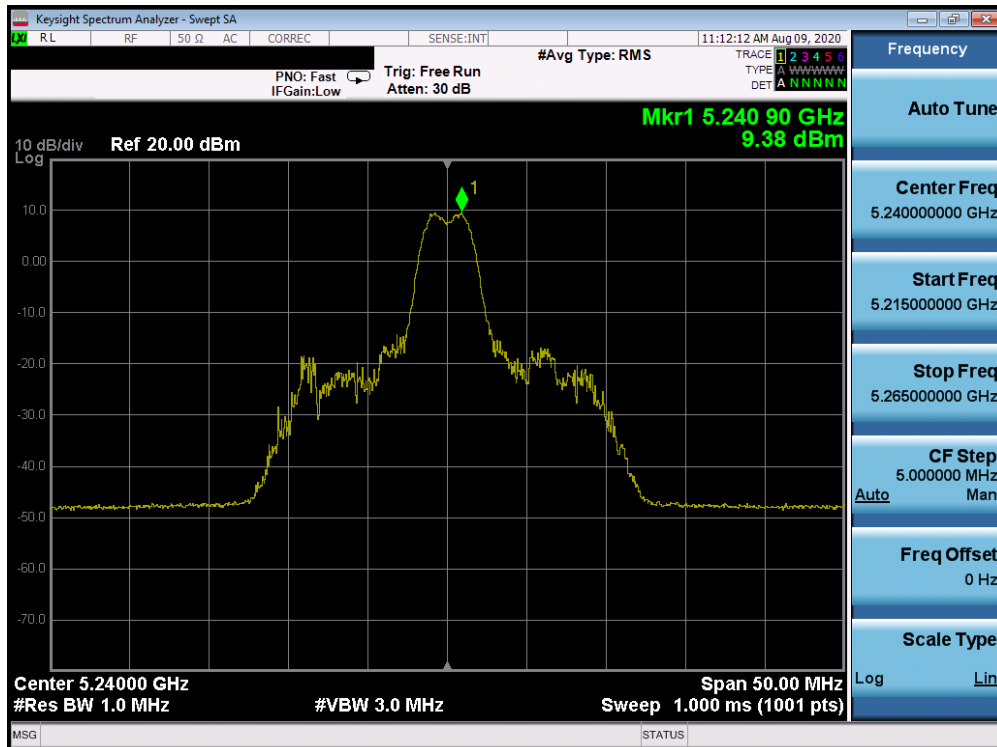 Keysight Spectrum Analyzer - Swept SA
LXI RL RF 50 Ω AC CORREC SENSE:INT 11:12:12 AM Aug 09, 2020
PNO: Fast
IFGain:Low
Trig: Free Run
Atten: 30 dB
#Avg Type: RMS
TRACE 1 2 3 4 5 6
TYPE A WWWWW
DET A N N N N N
Mkr1 5.240 90 GHz
9.38 dBm
10 dB/div
Log
Ref 20.00 dBm
1
10.0
0.00
-10.0
-20.0
-30.0
-40.0
-50.0
-60.0
-70.0
Center 5.24000 GHz
Span 50.00 MHz
#Res BW 1.0 MHz
#VBW 3.0 MHz
Sweep 1.000 ms (1001 pts)
MSG
STATUS
Frequency
Auto Tune
Center Freq
5.240000000 GHz
Start Freq
5.215000000 GHz
Stop Freq
5.265000000 GHz
CF Step
5.000000 MHz
Auto Man
Freq Offset
0 Hz
Scale Type
Log Lin